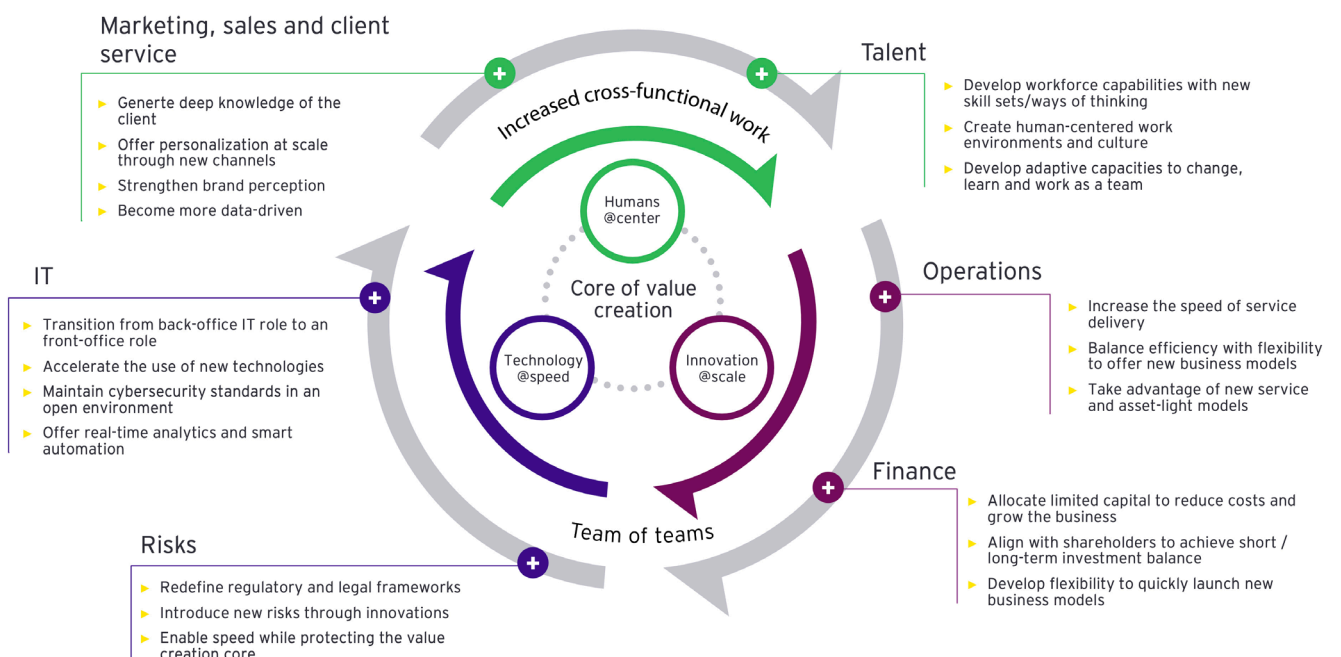 Marketing, sales and client
service
Generte deep knowledge of the
client
Offer personalization at scale
through new channels
Strengthen brand perception
Become more data-driven
Talent
Develop workforce capabilities with new
skill sets/ways of thinking
Create human-centered work
environments and culture
Develop adaptive capacities to change,
learn and work as a team
Increased cross-functional work
Humans
@center
Core of value
creation
Technology
@speed
Innovation
@scale
Team of teams
IT
Transition from back-office IT role to an
front-office role
Accelerate the use of new technologies
Maintain cybersecurity standards in an
open environment
Offer real-time analytics and smart
automation
Operations
Increase the speed of service
delivery
Balance efficiency with flexibility
to offer new business models
Take advantage of new service
and asset-light models
Finance
Allocate limited capital to reduce costs and
grow the business
Align with shareholders to achieve short /
long-term investment balance
Develop flexibility to quickly launch new
business models
Risks
Redefine regulatory and legal frameworks
Introduce new risks through innovations
Enable speed while protecting the value
creation core